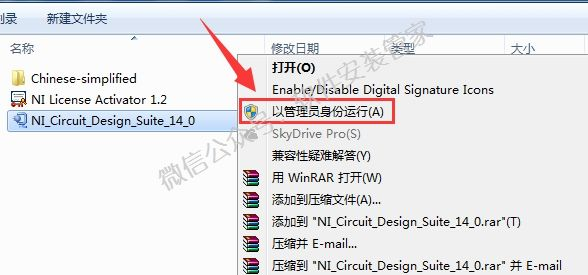 刻录
新建文件夹
名称
修改日期
类型
大小
Chinese-simplified
NI License Activator 1.2
NI_Circuit_Design_Suite_14_0
打开(O)
Enable/Disable Digital Signature Icons
以管理员身份运行(A)
SkyDrive Pro(S)
兼容性疑难解答(Y)
用 WinRAR 打开(W)
添加到压缩文件(A)...
添加到 "NI_Circuit_Design_Suite_14_0.rar"(T)
压缩并 E-mail...
压缩到 "NI_Circuit_Design_Suite_14_0.rar" 并 E-mail
微信公众号：软件安装管家